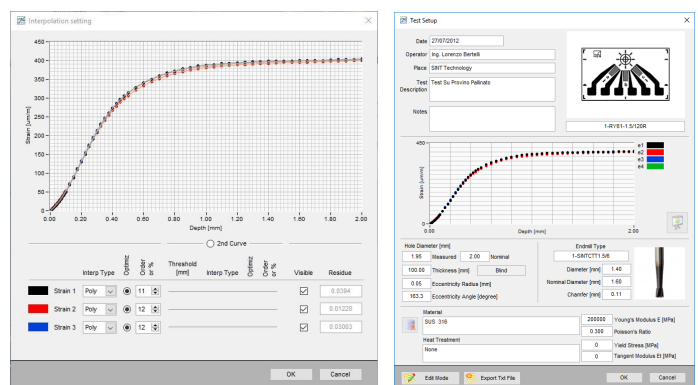 Interpolation setting
450
400
350
300
250
200
150
100
50
0
Strain [um/m]
0.00 0.20 0.40 0.60 0.80 1.00 1.20 1.40 1.60 1.80 2.00
Depth [mm]
2nd Curve
Interp Type Optimiz Order or % Threshold [mm] Interp Type Optimiz Order or % Visible Residue
Strain 1 Poly 11 0.0394
Strain 2 Poly 12 0.01228
Strain 3 Poly 12 0.03083
OK Cancel
Test Setup
Date 27/07/2012
Operator Ing. Lorenzo Bertelli
Place SINT Technology
Test Description Test Su Provino Pallinato
Notes
1-RY61-1.5/120R
450
0
Strain [um/m]
0.00 2.00
Depth [mm]
e1
e2
e3
e4
Hole Diameter [mm]
1.95 Measured 2.00 Nominal
100.00 Thickness [mm] Blind
0.05 Eccentricity Radius [mm]
163.3 Eccentricity Angle [degree]
Endmill Type
1-SINTCTT1.5/6
Diameter [mm] 1.40
Nominal Diameter [mm] 1.60
Chamfer [mm] 0.11
Material
SUS 316
Heat Treatment
None
200000 Young's Modulus E [MPa]
0.300 Poisson's Ratio
0 Yield Stress [MPa]
0 Tangent Modulus Et [MPa]
Edit Mode Export Txt File OK Cancel